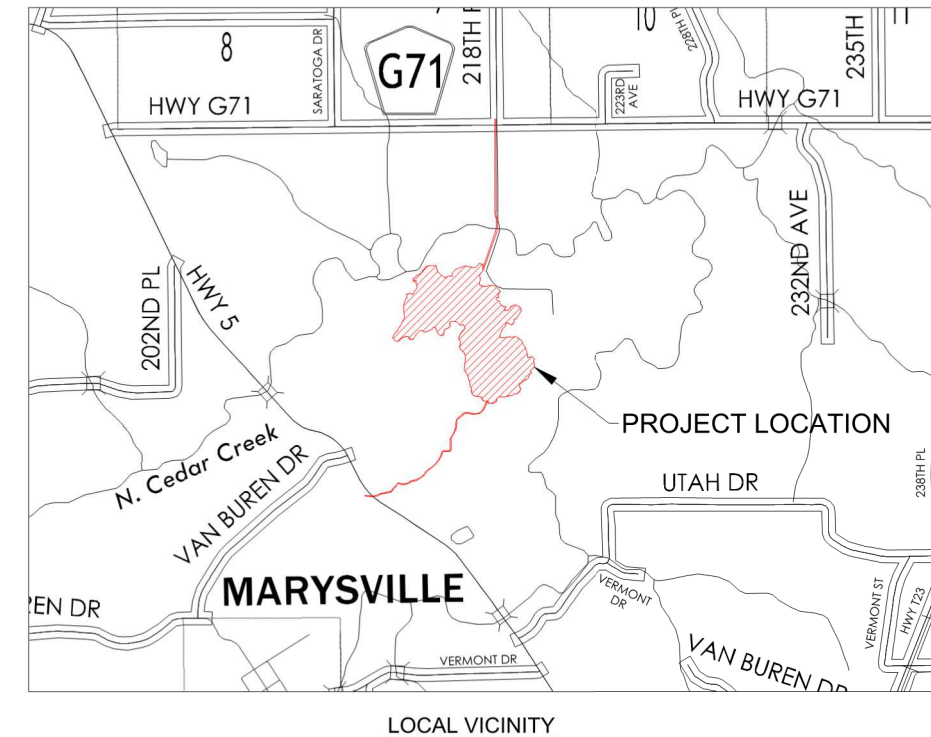 8
SARATOGA DR
G71
218TH
228TH PL
235TH
HWY G71
223RD
AVE
HWY G71
202ND PL
HWY 5
232ND AVE
PROJECT LOCATION
N. Cedar Creek
VAN BUREN DR
UTAH DR
238TH PL
MARYSVILLE
VERMONT
DR
VERMONT ST
HWY T23
REN DR
VERMONT DR
VAN BUREN DR
LOCAL VICINITY